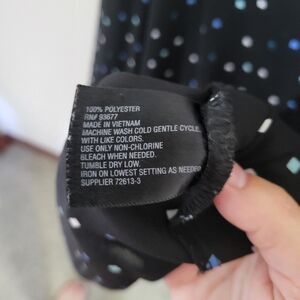 100% POLYESTER
RN# 93677
MADE IN VIETNAM
MACHINE WASH COLD GENTLE CYCLE
WITH LIKE COLORS.
USE ONLY NON-CHLORINE
BLEACH WHEN NEEDED.
TUMBLE DRY LOW.
IRON ON LOWEST SETTING AS NEEDED
SUPPLIER 72613-3